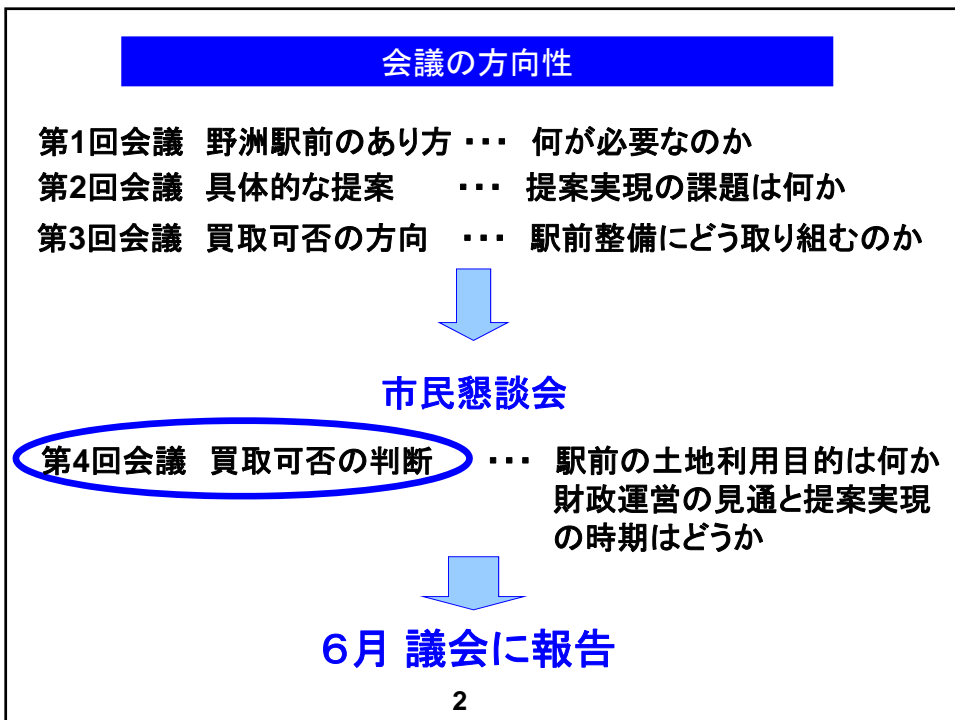 会議の方向性
第1回会議 野洲駅前のあり方 ・・・ 何が必要なのか
第2回会議 具体的な提案 ・・・ 提案実現の課題は何か
第3回会議 買取可否の方向 ・・・ 駅前整備にどう取り組むのか
市民懇談会
第4回会議 買取可否の判断 ・・・ 駅前の土地利用目的は何か
財政運営の見通と提案実現
の時期はどうか
６月 議会に報告
2